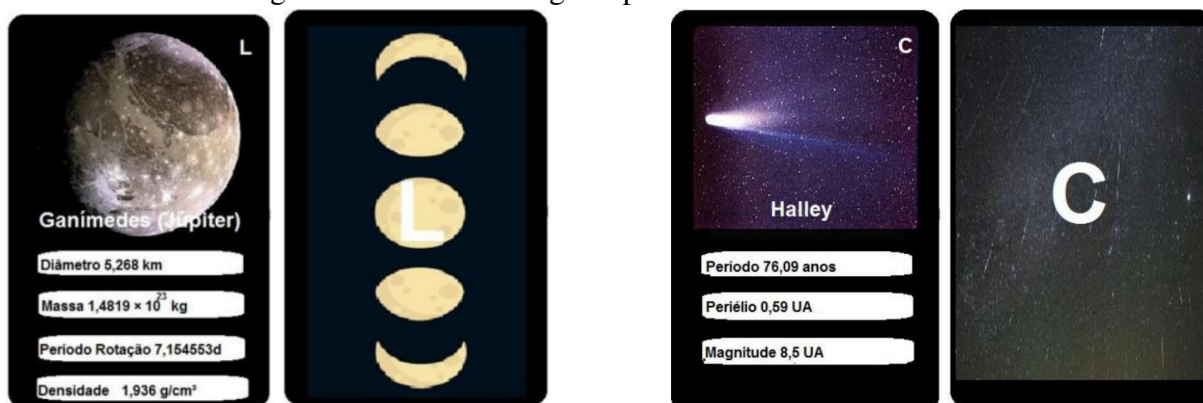 L
Ganímedes (Júpiter)
Diâmetro 5,268 km
Massa 1,4819 × 10²³ kg
Período Rotação 7,154553d
Densidade 1,936 g/cm³
L
C
Halley
Período 76,09 anos
Periélio 0,59 UA
Magnitude 8,5 UA
C